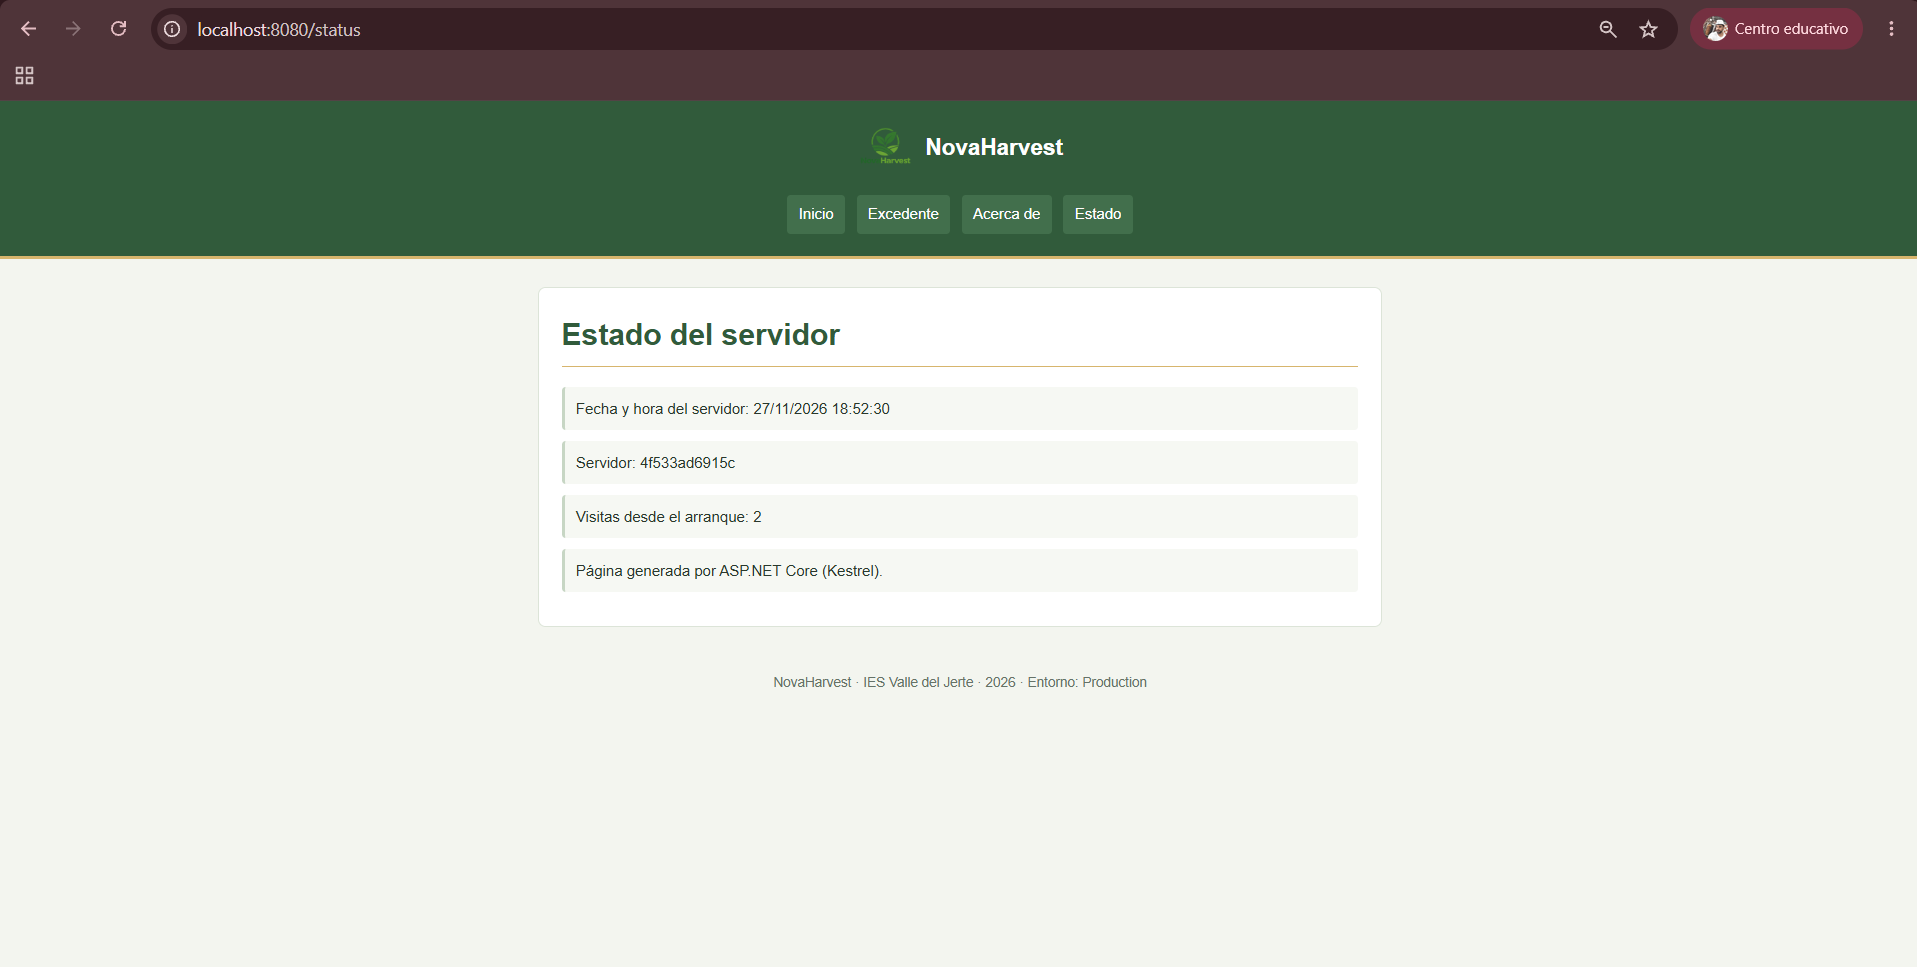 localhost:8080/status
Centro educativo
Harvest
NovaHarvest
Inicio
Excedente
Acerca de
Estado
Estado del servidor
Fecha y hora del servidor: 27/11/2026 18:52:30
Servidor: 4f533ad6915c
Visitas desde el arranque: 2
Página generada por ASP.NET Core (Kestrel).
NovaHarvest · IES Valle del Jerte · 2026 · Entorno: Production